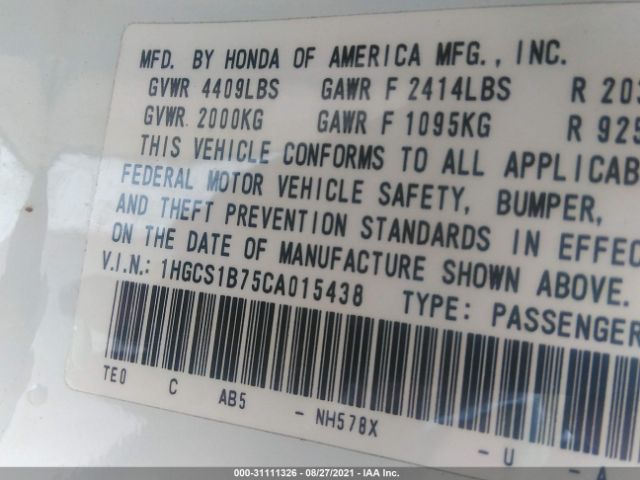 MFD. BY HONDA OF AMERICA MFG., INC.
GVWR 4409LBS GAWR F 2414LBS R 203
GVWR 2000KG GAWR F 1095KG R 925
THIS VEHICLE CONFORMS TO ALL APPLICAB
FEDERAL MOTOR VEHICLE SAFETY, BUMPER,
AND THEFT PREVENTION STANDARDS IN EFFEC
ON THE DATE OF MANUFACTURE SHOWN ABOVE.
V.I.N.: 1HGCS1B75CA015438 TYPE: PASSENGER
TE0 C AB5 - NH578X - U - A
000-31111326 - 08/27/2021 - IAA Inc.